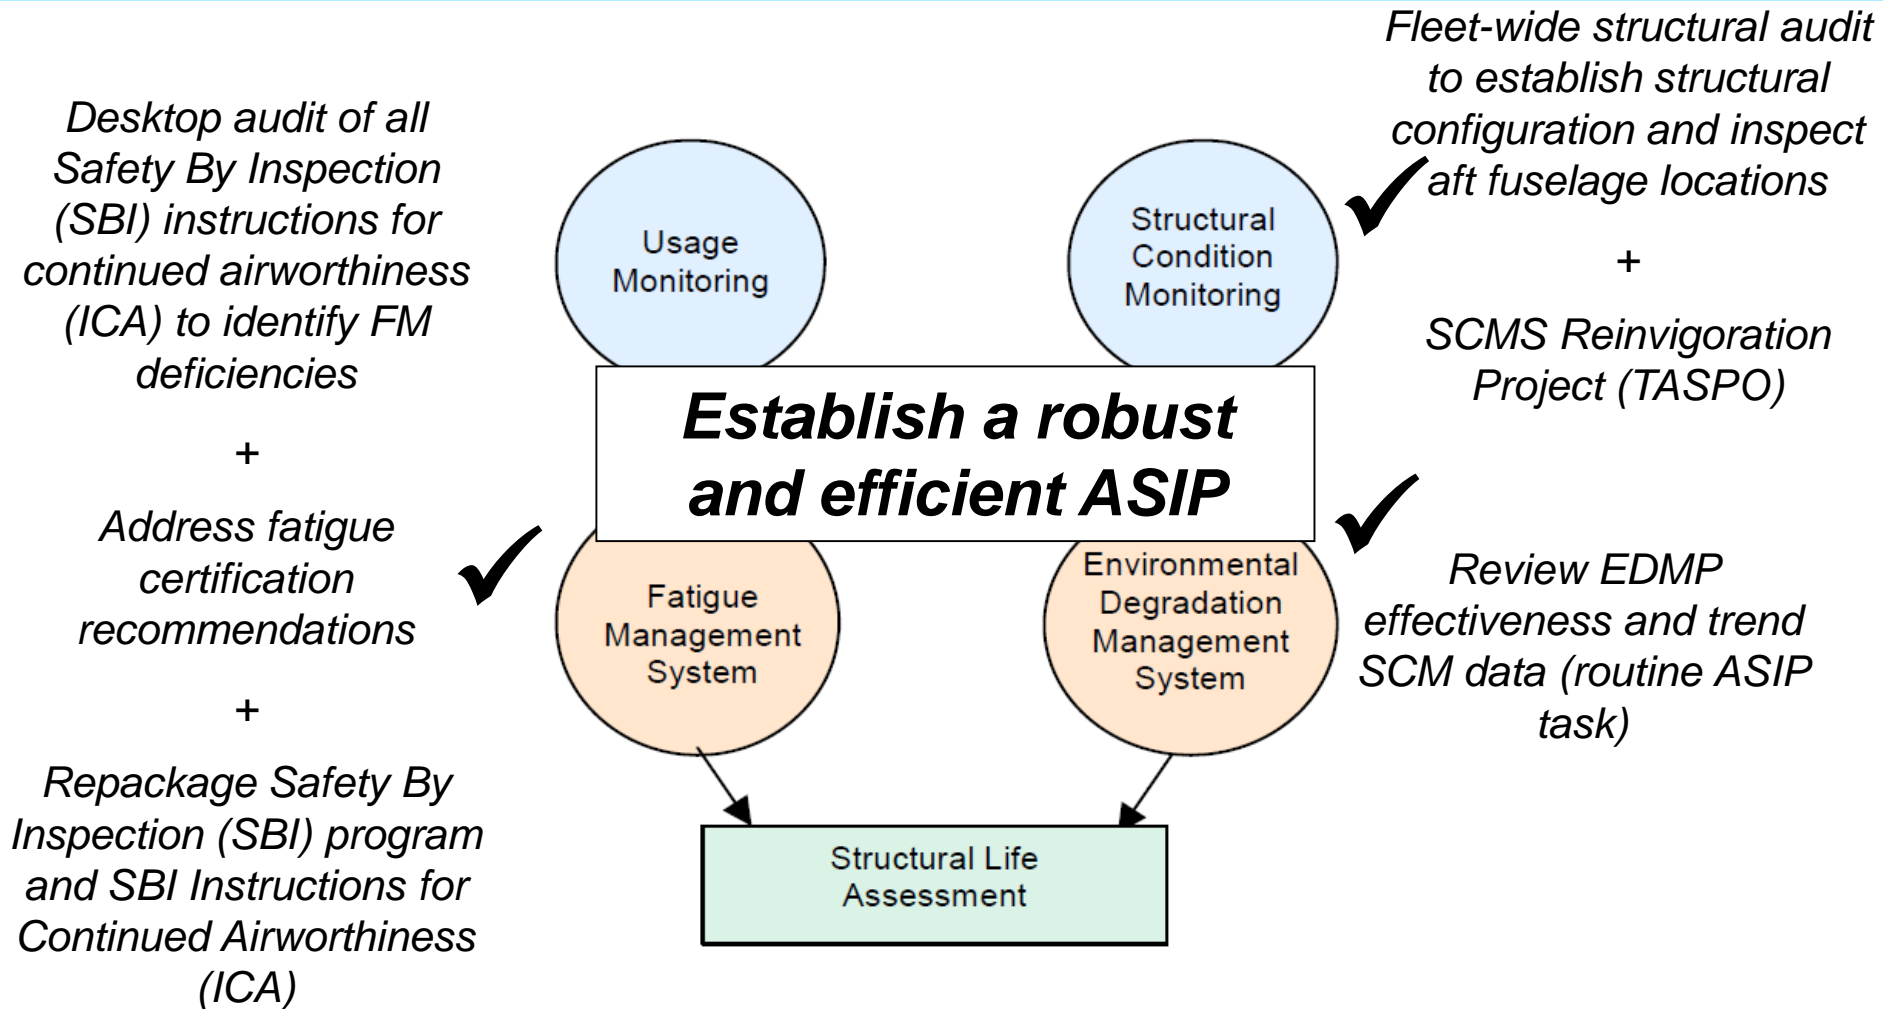 Desktop audit of all
Safety By Inspection
(SBI) instructions for
continued airworthiness
(ICA) to identify FM
deficiencies
+
Address fatigue
certification
recommendations
+
Repackage Safety By
Inspection (SBI) program
and SBI Instructions for
Continued Airworthiness
(ICA)
Usage
Monitoring
Structural
Condition
Monitoring
Establish a robust
and efficient ASIP
Fatigue
Management
System
Environmental
Degradation
Management
System
Structural Life
Assessment
Fleet-wide structural audit
to establish structural
configuration and inspect
aft fuselage locations
+
SCMS Reinvigoration
Project (TASPO)
Review EDMP
effectiveness and trend
SCM data (routine ASIP
task)